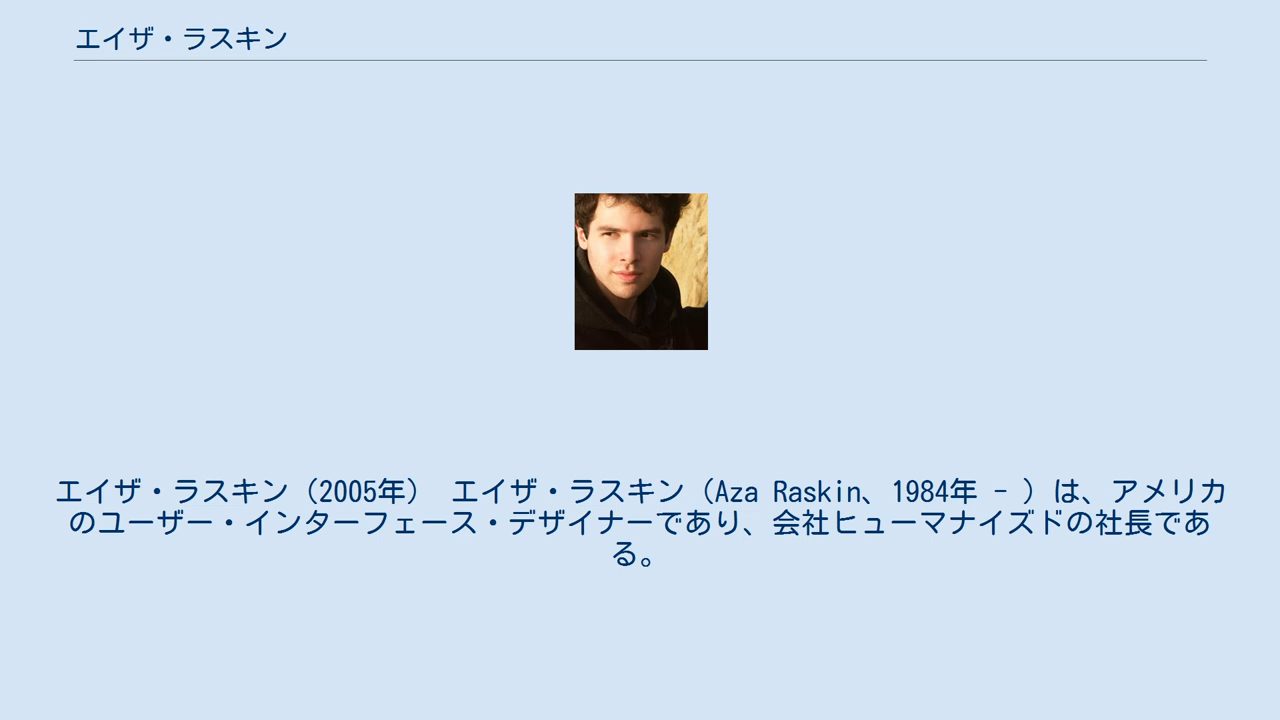 エイザ・ラスキン
エイザ・ラスキン（2005年）　エイザ・ラスキン（Aza Raskin、1984年 - ）は、アメリカ
のユーザー・インターフェース・デザイナーであり、会社ヒューマナイズドの社長であ
る。